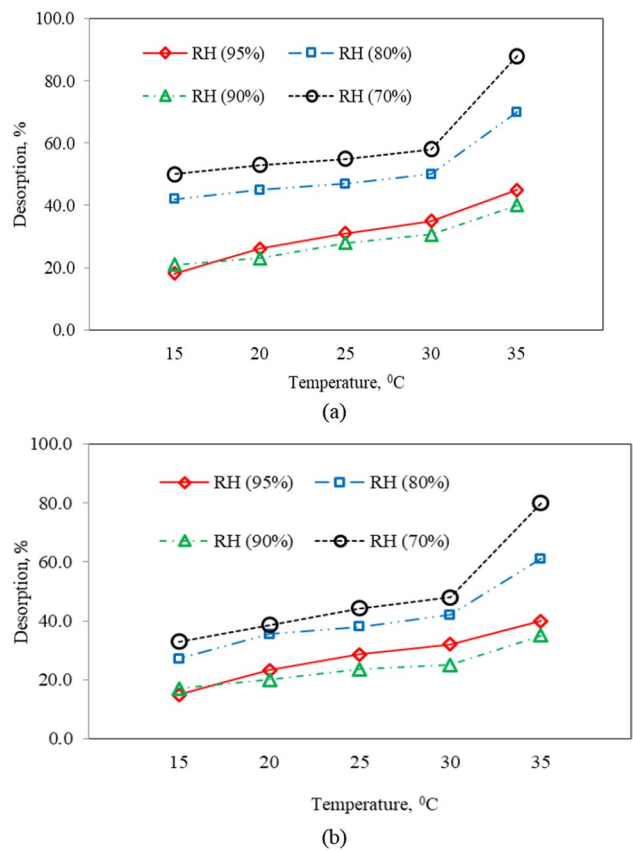 100.0
80.0
60.0
40.0
20.0
0.0
Desorption, %
RH (95%) RH (80%)
RH (90%) RH (70%)
15 20 25 30 35
Temperature, ⁰C
(a)
100.0
80.0
60.0
40.0
20.0
0.0
Desorption, %
RH (95%) RH (80%)
RH (90%) RH (70%)
15 20 25 30 35
Temperature, ⁰C
(b)